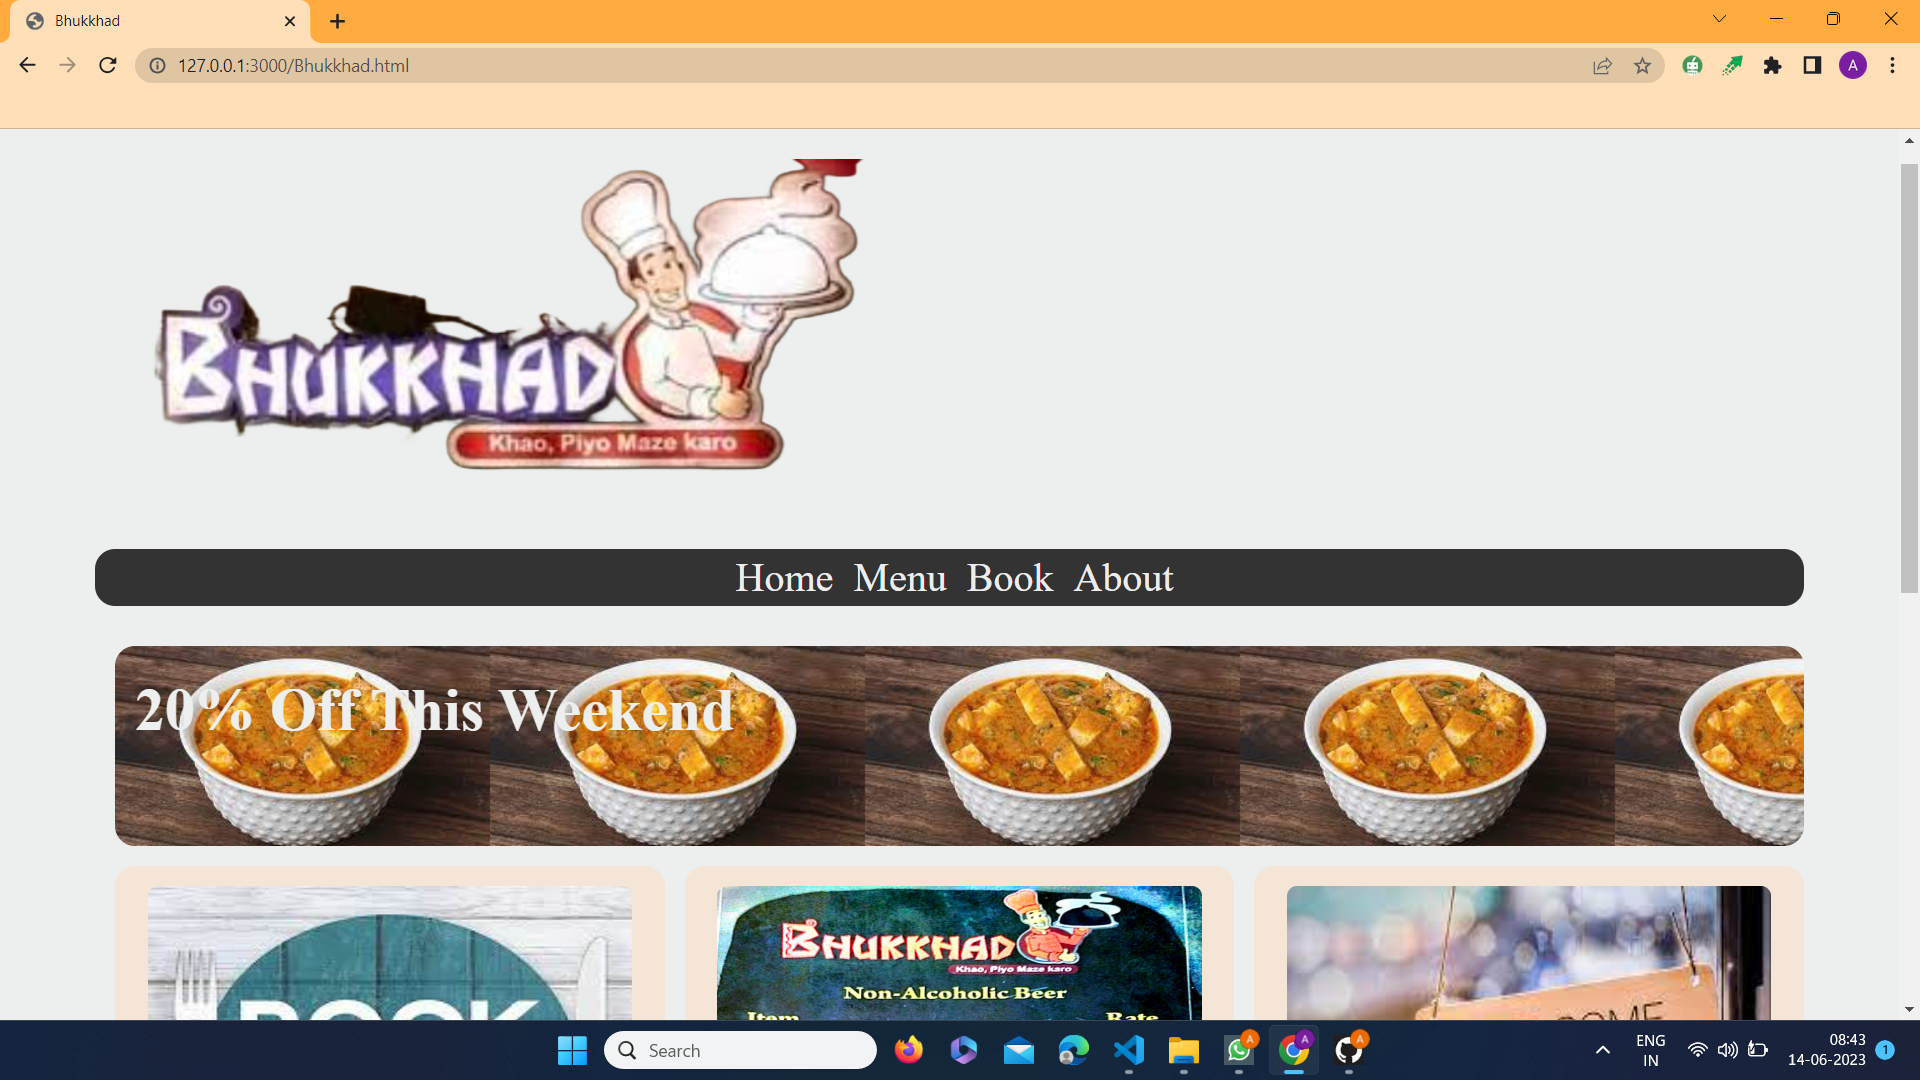 Bhukkhad
127.0.0.1:3000/Bhukkhad.html
A
BHUKKHAD
Khao, Piyo Maze karo
Home Menu Book About
20% Off This Weekend
BOOK
BHUKKHAD
Khao, Piyo Maze karo
Non-Alcoholic Beer
Item Rate
COME
Search
A
A
A
ENG
IN
08:43
14-06-2023
1